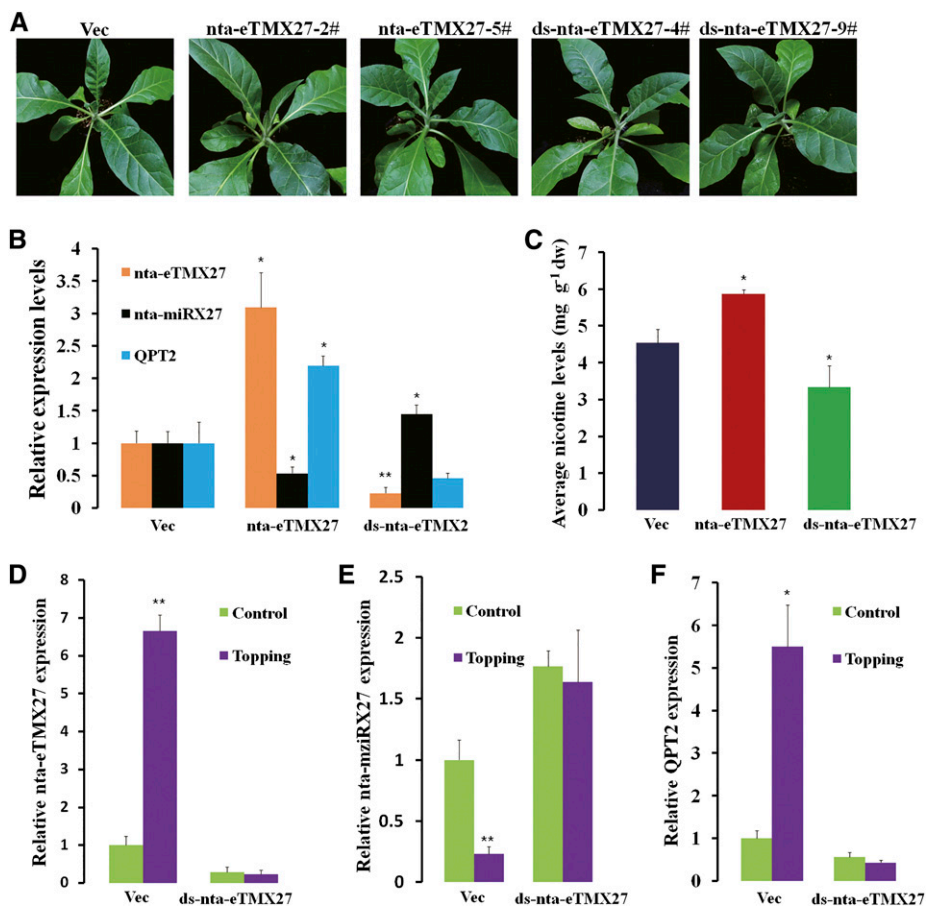 A
Vec
nta-eTMX27-2#
nta-eTMX27-5#
ds-nta-eTMX27-4#
ds-nta-eTMX27-9#
B
Relative expression levels
4
3.5
3
2.5
2
1.5
1
0.5
0
nta-eTMX27
nta-miRX27
QPT2
*
*
*
**
*
Vec
nta-eTMX27
ds-nta-eTMX2
C
Average nicotine levels (mg g-1 dw)
7
6
5
4
3
2
1
0
*
*
Vec
nta-eTMX27
ds-nta-eTMX27
D
Relative nta-eTMX27 expression
8
7
6
5
4
3
2
1
0
**
Control
Topping
Vec
ds-nta-eTMX27
E
Relative nta-mziRX27 expression
2.5
2
1.5
1
0.5
0
Control
Topping
**
Vec
ds-nta-eTMX27
F
Relative QPT2 expression
7
6
5
4
3
2
1
0
*
Control
Topping
Vec
ds-nta-eTMX27